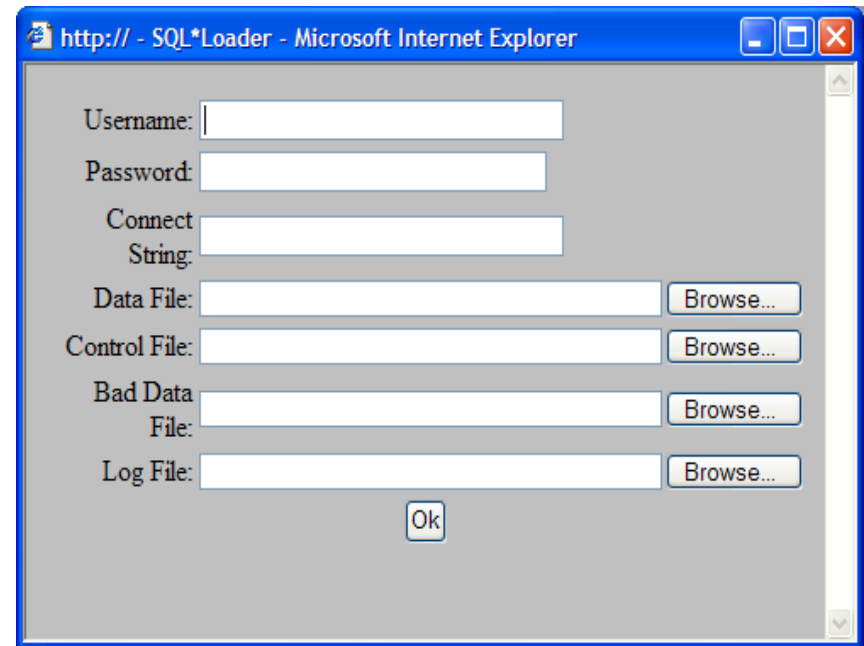 http:// - SQL*Loader - Microsoft Internet Explorer
Username:
Password:
Connect
String:
Data File: Browse...
Control File: Browse...
Bad Data
File: Browse...
Log File: Browse...
Ok